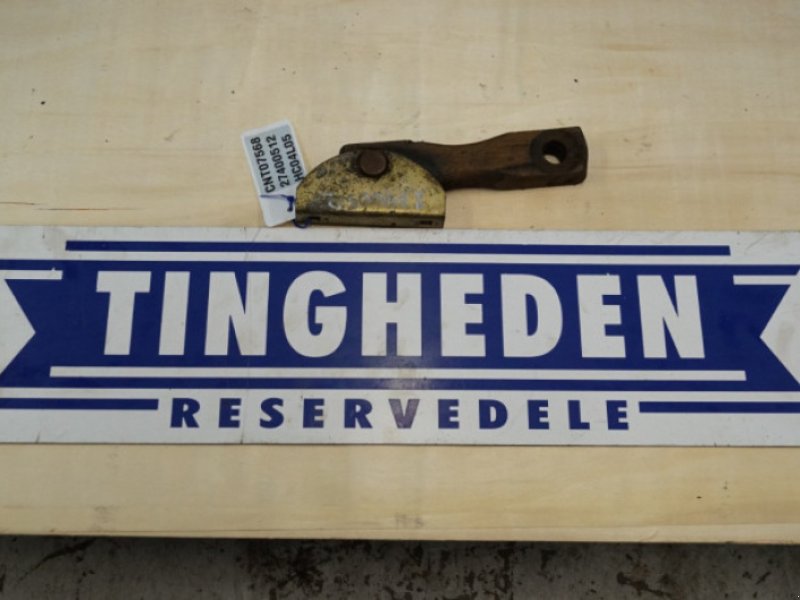 CNT07568
27400512
HC04L05
TINGHEDEN
RESERVEDELE